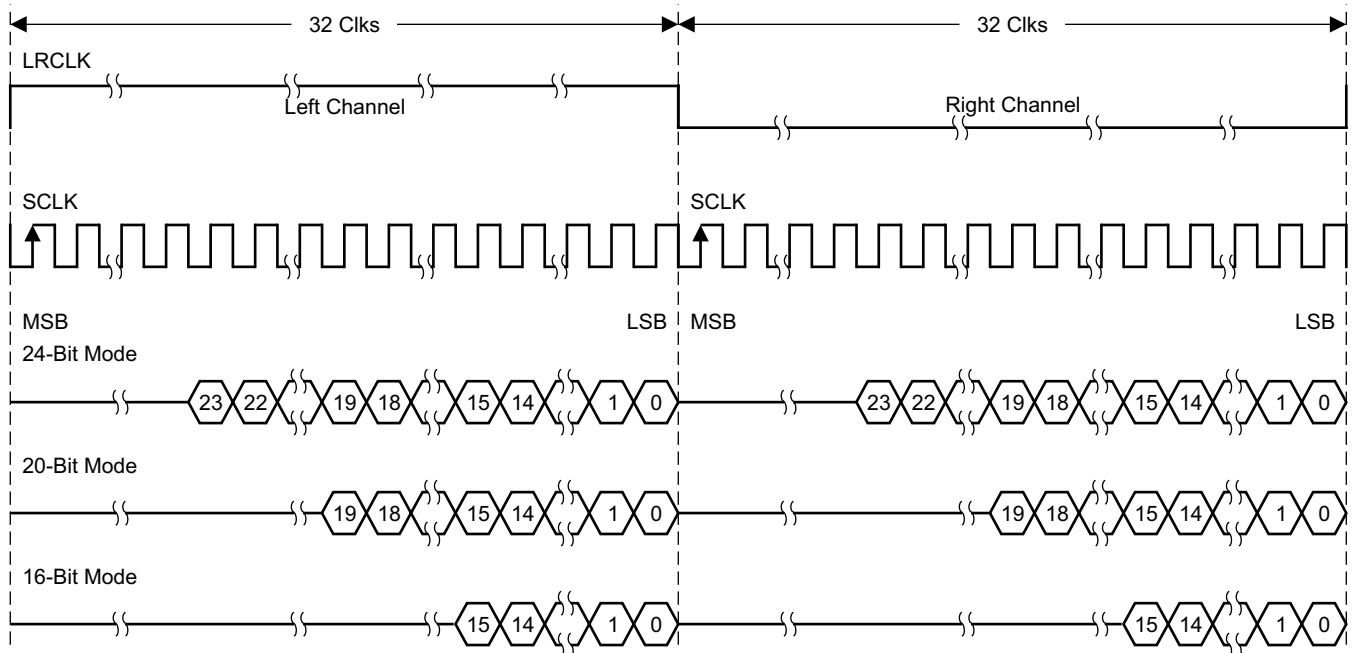 32 Clks 32 Clks
LRCLK
Left Channel Right Channel
SCLK SCLK
MSB LSB MSB LSB
24-Bit Mode
23 22 19 18 15 14 1 0 23 22 19 18 15 14 1 0
20-Bit Mode
19 18 15 14 1 0 19 18 15 14 1 0
16-Bit Mode
15 14 1 0 15 14 1 0